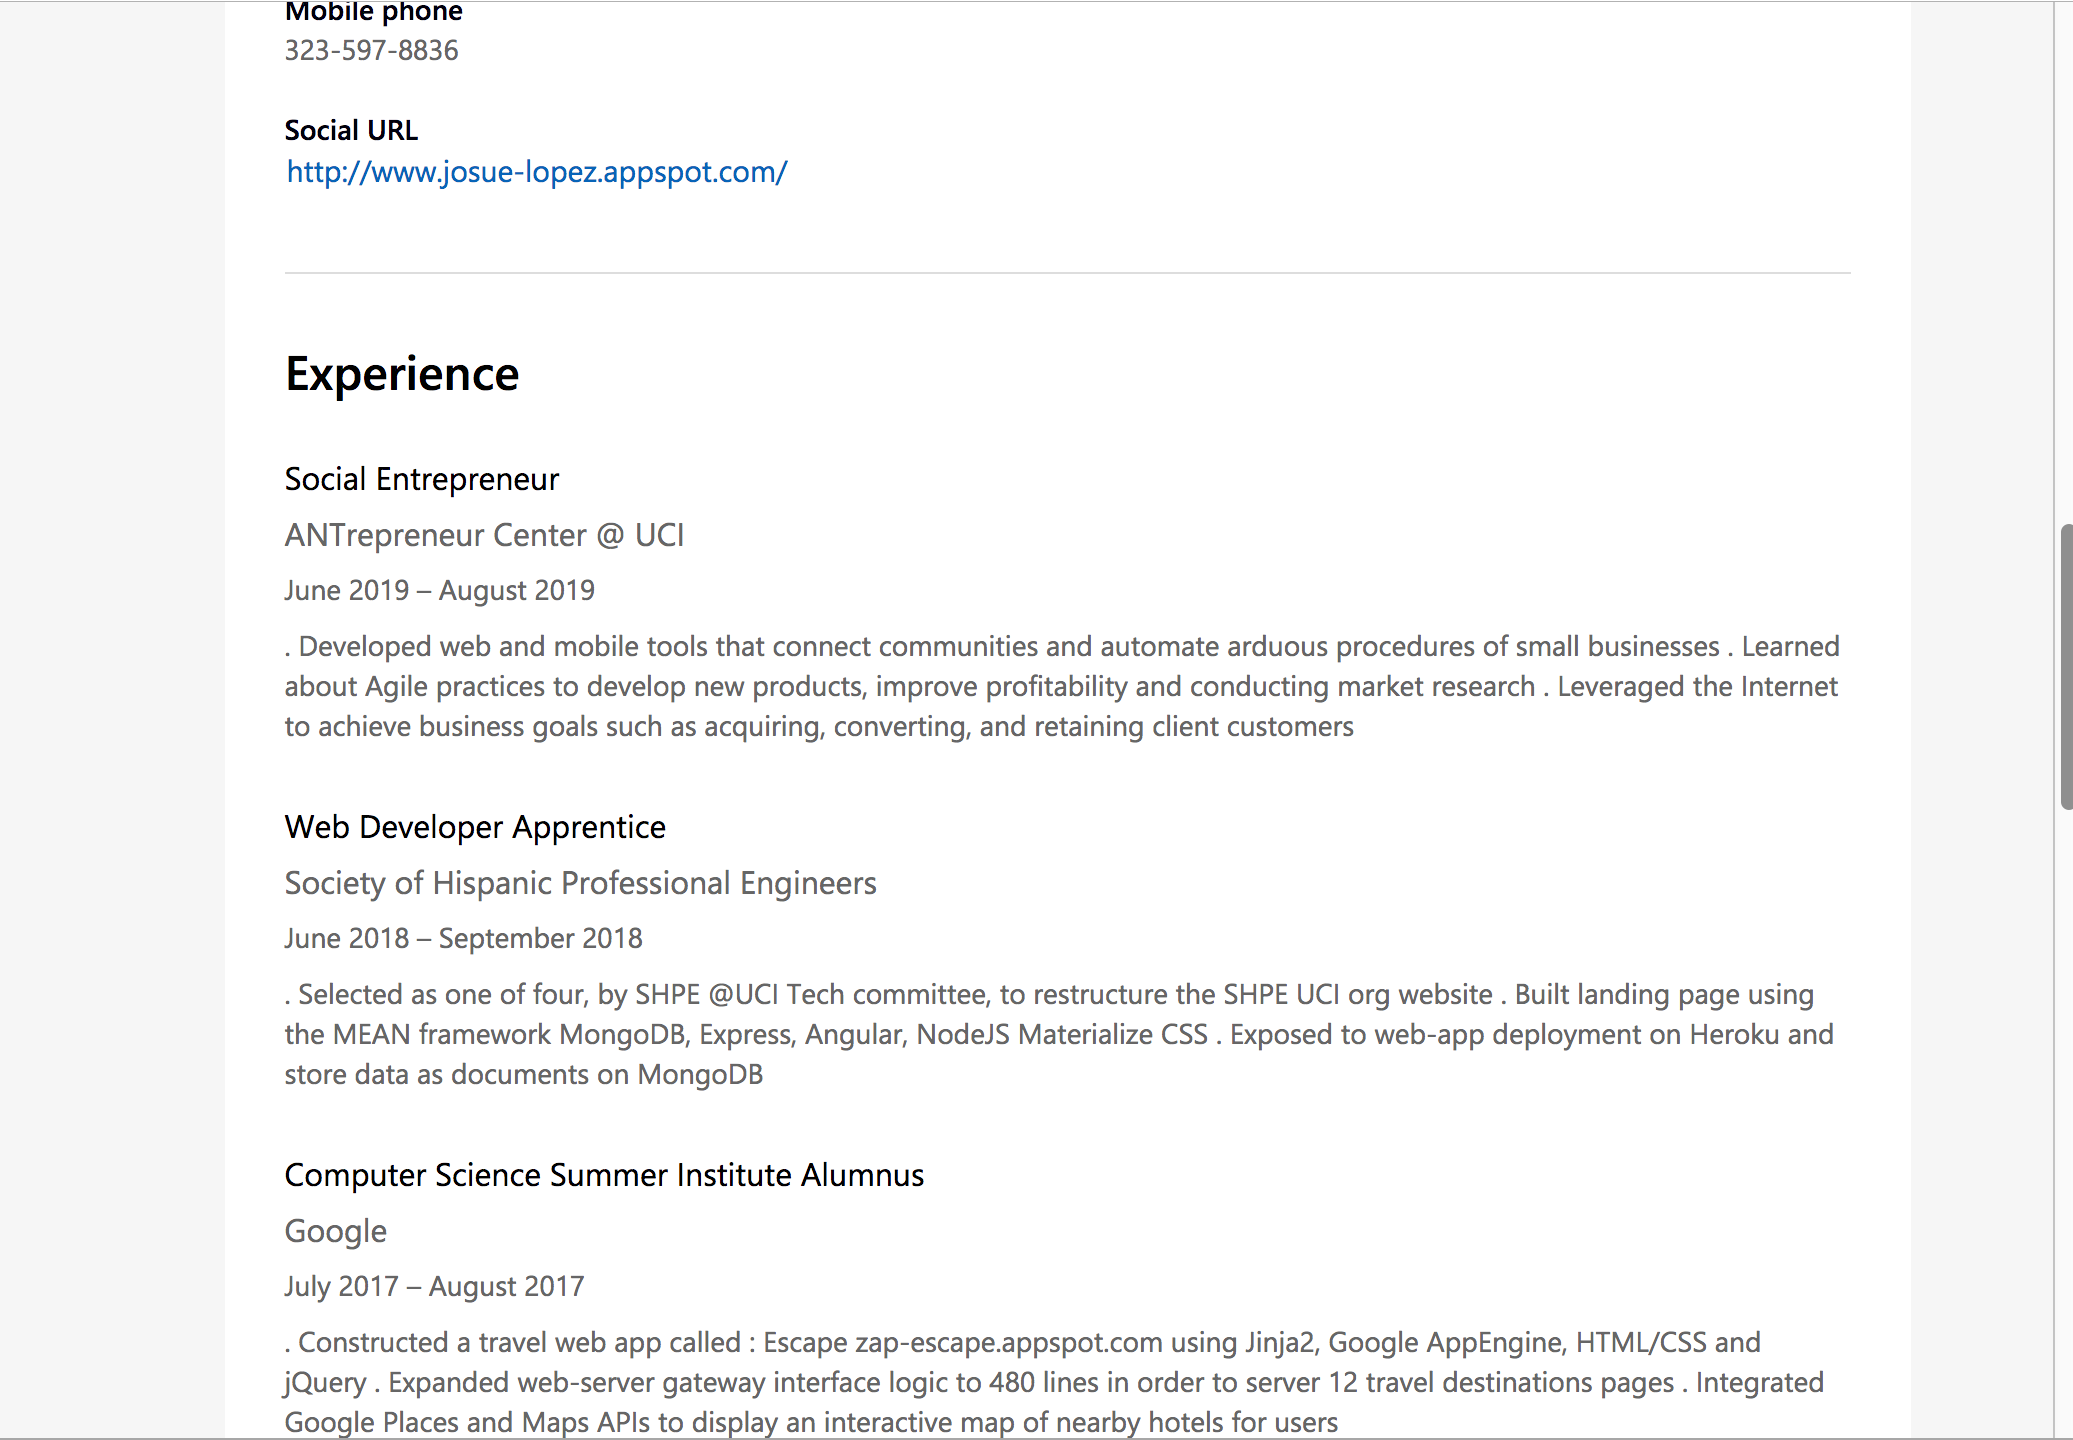 Mobile phone
323-597-8836
Social URL
http://www.josue-lopez.appspot.com/
Experience
Social Entrepreneur
ANTrepreneur Center @ UCI
June 2019 – August 2019
. Developed web and mobile tools that connect communities and automate arduous procedures of small businesses . Learned
about Agile practices to develop new products, improve profitability and conducting market research . Leveraged the Internet
to achieve business goals such as acquiring, converting, and retaining client customers
Web Developer Apprentice
Society of Hispanic Professional Engineers
June 2018 – September 2018
. Selected as one of four, by SHPE @UCI Tech committee, to restructure the SHPE UCI org website . Built landing page using
the MEAN framework MongoDB, Express, Angular, NodeJS Materialize CSS . Exposed to web-app deployment on Heroku and
store data as documents on MongoDB
Computer Science Summer Institute Alumnus
Google
July 2017 – August 2017
. Constructed a travel web app called : Escape zap-escape.appspot.com using Jinja2, Google AppEngine, HTML/CSS and
jQuery . Expanded web-server gateway interface logic to 480 lines in order to server 12 travel destinations pages . Integrated
Google Places and Maps APIs to display an interactive map of nearby hotels for users